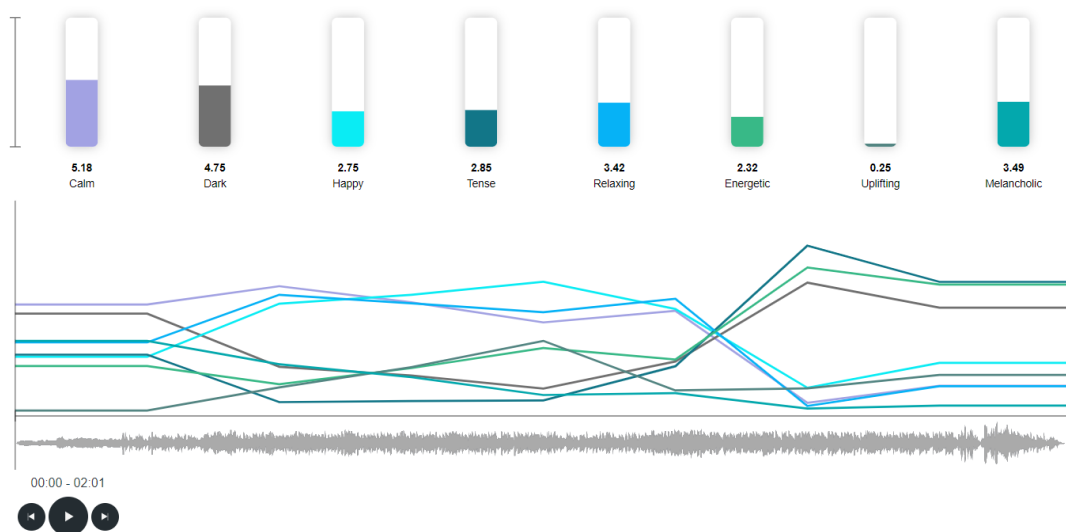 5.18 4.75 2.75 2.85 3.42 2.32 0.25 3.49
Calm Dark Happy Tense Relaxing Energetic Uplifting Melancholic
00:00 - 02:01